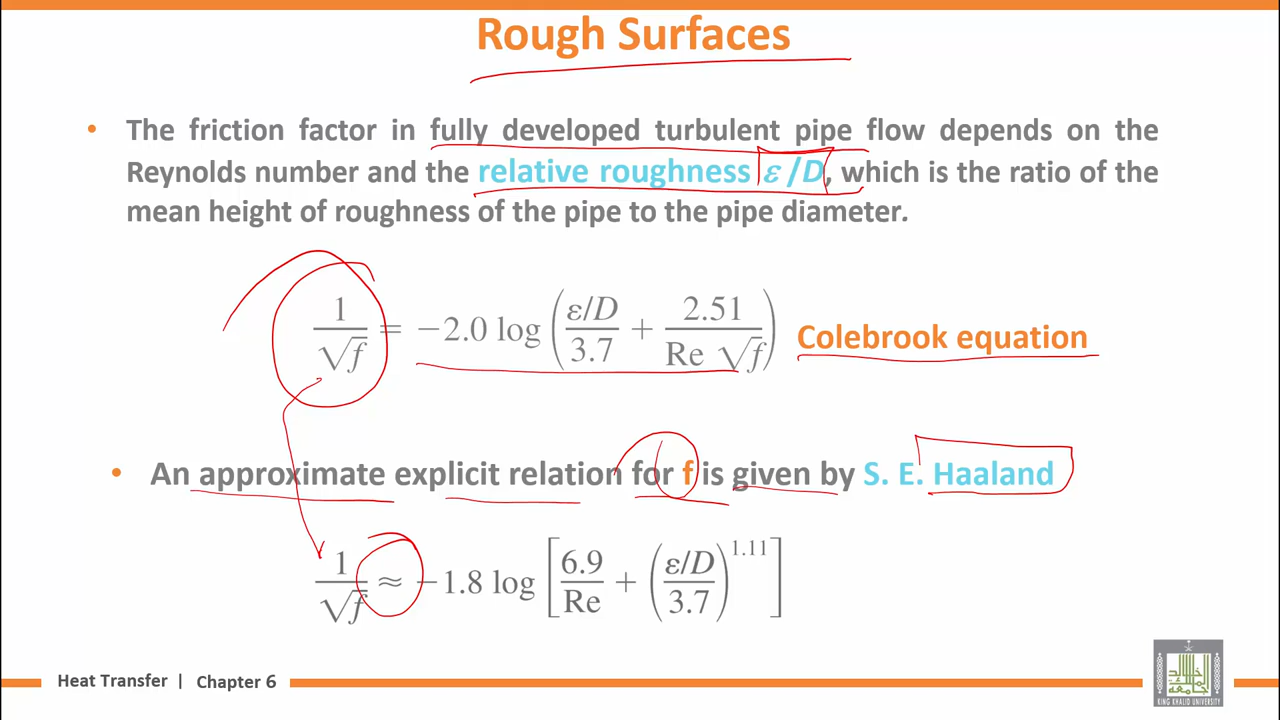 Rough Surfaces
• The friction factor in fully developed turbulent pipe flow depends on the
Reynolds number and the relative roughness ε/D, which is the ratio of the
mean height of roughness of the pipe to the pipe diameter.
1/√f = −2.0 log (ε/D/3.7 + 2.51/Re √f) Colebrook equation
• An approximate explicit relation for f is given by S. E. Haaland
1/√f ≈ −1.8 log [6.9/Re + (ε/D/3.7)^1.11]
Heat Transfer | Chapter 6
KING KHALID UNIVERSITY